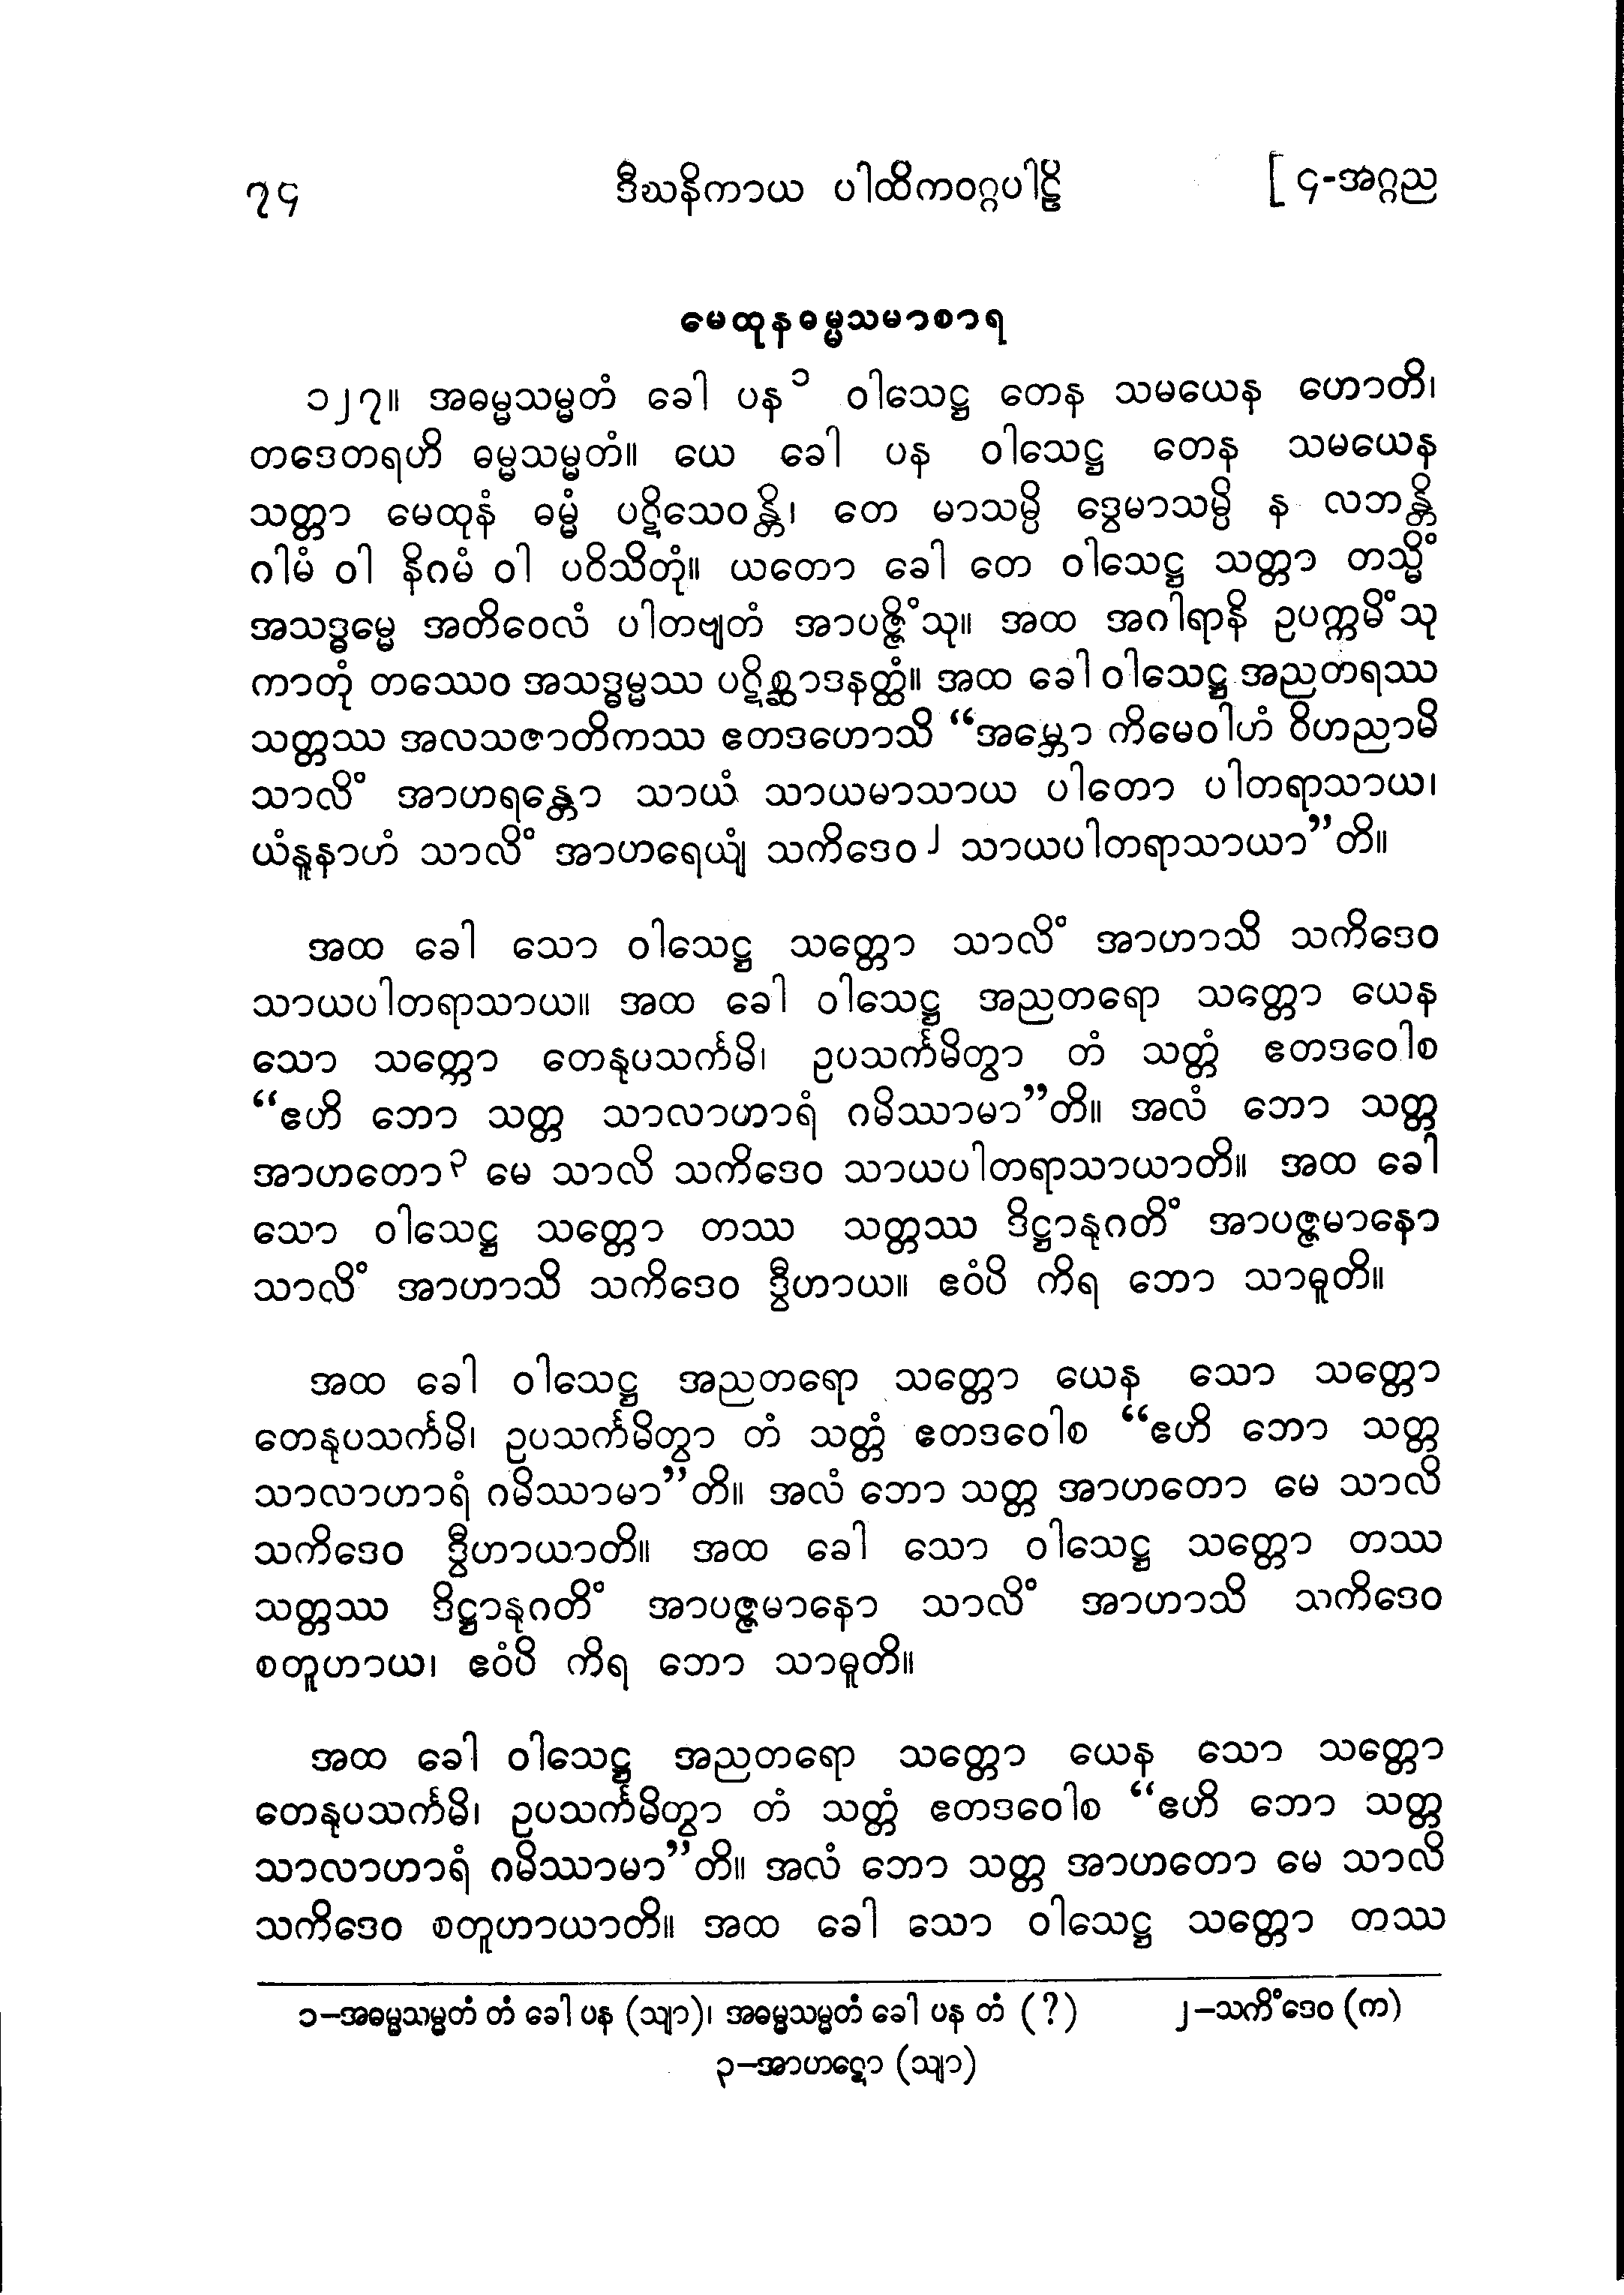 ၇၄ ဒီဃနိကာယ ပါထိကဝဂ္ဂပါဠိ [ ၄-အဂ္ဂည
မေထုနဓမ္မသမာစာရ
၁၂၇။ အဓမ္မသမ္မတံ ခေါ ပန ၁ ဝါသေဋ္ဌ တေန သမယေန ဟောတိ၊
တဒေတရဟိ ဓမ္မသမ္မတံ။ ယေ ခေါ ပန ဝါသေဋ္ဌ တေန သမယေန
သတ္တာ မေထုနံ ဓမ္မံ ပဋိသေဝန္တိ၊ တေ မာသမ္ပိ ဒွေမာသမ္ပိ န လဘန္တိ
ဂါမံ ဝါ နိဂမံ ဝါ ပဝိသိတုံ။ ယတော ခေါ တေ ဝါသေဋ္ဌ သတ္တာ တသ္မိံ
အသဒ္ဓမ္မေ အတိဝေလံ ပါတဗျတံ အာပဇ္ဇိံသု။ အထ အဂါရာနိ ဥပက္ကမိံသု
ကာတုံ တဿေဝ အသဒ္ဓမ္မဿ ပဋိစ္ဆာဒနတ္ထံ။ အထ ခေါ ဝါသေဋ္ဌ အညတရဿ
သတ္တဿ အလသဇာတိကဿ ဧတဒဟောသိ “အမ္ဘော ကိမေဝါဟံ ဝိဟညာမိ
သာလိံ အာဟရန္တော သာယံ သာယမာသာယ ပါတော ပါတရာသာယ၊
ယံနူနာဟံ သာလိံ အာဟရေယျံ သကိဒေဝ ၂ သာယပါတရာသာယာ”တိ။
အထ ခေါ သော ဝါသေဋ္ဌ သတ္တော သာလိံ အာဟာသိ သကိဒေဝ
သာယပါတရာသာယ။ အထ ခေါ ဝါသေဋ္ဌ အညတရော သတ္တော ယေန
သော သတ္တော တေနုပသင်္ကမိ၊ ဥပသင်္ကမိတွာ တံ သတ္တံ ဧတဒဝေါစ
“ဧဟိ ဘော သတ္တ သာလာဟာရံ ဂမိဿာမာ”တိ။ အလံ ဘော သတ္တ
အာဟတော ၃ မေ သာလိ သကိဒေဝ သာယပါတရာသာယာတိ။ အထ ခေါ
သော ဝါသေဋ္ဌ သတ္တော တဿ သတ္တဿ ဒိဋ္ဌာနုဂတိံ အာပဇ္ဇမာနော
သာလိံ အာဟာသိ သကိဒေဝ ဒွီဟာယ။ ဧဝံပိ ကိရ ဘော သာဓူတိ။
အထ ခေါ ဝါသေဋ္ဌ အညတရော သတ္တော ယေန သော သတ္တော
တေနုပသင်္ကမိ၊ ဥပသင်္ကမိတွာ တံ သတ္တံ ဧတဒဝေါစ “ဧဟိ ဘော သတ္တ
သာလာဟာရံ ဂမိဿာမာ”တိ။ အလံ ဘော သတ္တ အာဟတော မေ သာလိ
သကိဒေဝ ဒွီဟာယာတိ။ အထ ခေါ သော ဝါသေဋ္ဌ သတ္တော တဿ
သတ္တဿ ဒိဋ္ဌာနုဂတိံ အာပဇ္ဇမာနော သာလိံ အာဟာသိ သကိဒေဝ
စတူဟာယ၊ ဧဝံပိ ကိရ ဘော သာဓူတိ။
အထ ခေါ ဝါသေဋ္ဌ အညတရော သတ္တော ယေန သော သတ္တော
တေနုပသင်္ကမိ၊ ဥပသင်္ကမိတွာ တံ သတ္တံ ဧတဒဝေါစ “ဧဟိ ဘော သတ္တ
သာလာဟာရံ ဂမိဿာမာ”တိ။ အလံ ဘော သတ္တ အာဟတော မေ သာလိ
သကိဒေဝ စတူဟာယာတိ။ အထ ခေါ သော ဝါသေဋ္ဌ သတ္တော တဿ
၁–အဓမ္မသမ္မတံ တံ ခေါ ပန (သျာ)၊ အဓမ္မသမ္မတံ ခေါ ပန တံ (?) ၂–သကိံဒေဝ (က)
၃–အာဟဋော (သျာ)